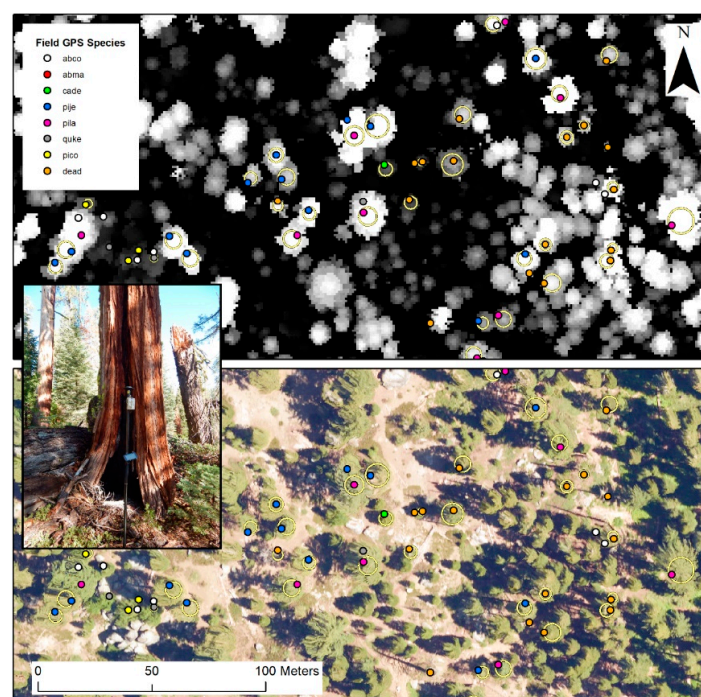 Field GPS Species
abco
abma
cade
pije
pila
quke
pico
dead
N
0 50 100 Meters